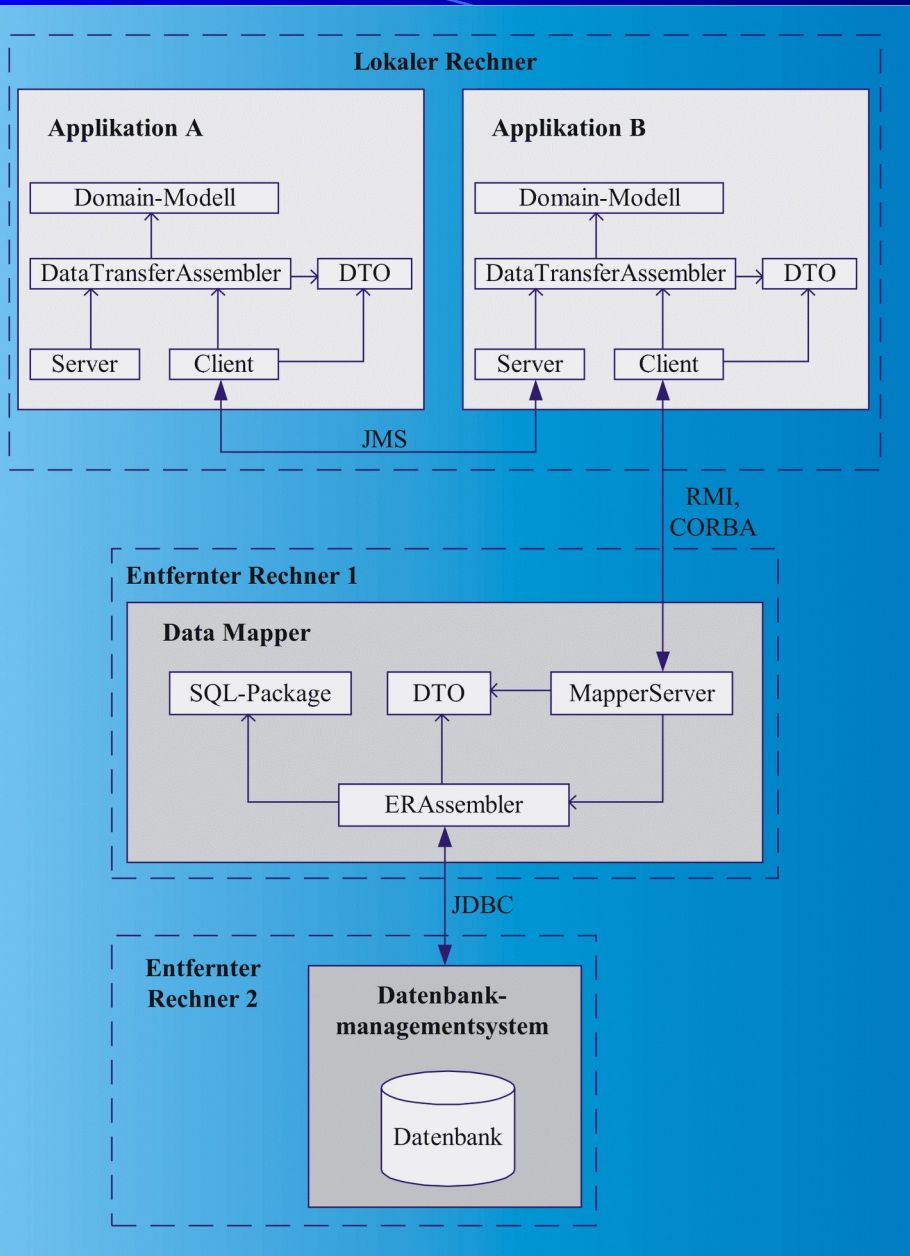 Lokaler Rechner
Applikation A
Domain-Modell
DataTransferAssembler
DTO
Server
Client
Applikation B
Domain-Modell
DataTransferAssembler
DTO
Server
Client
JMS
RMI,
CORBA
Entfernter Rechner 1
Data Mapper
SQL-Package
DTO
MapperServer
ERAssembler
JDBC
Entfernter
Rechner 2
Datenbank-
managementsystem
Datenbank